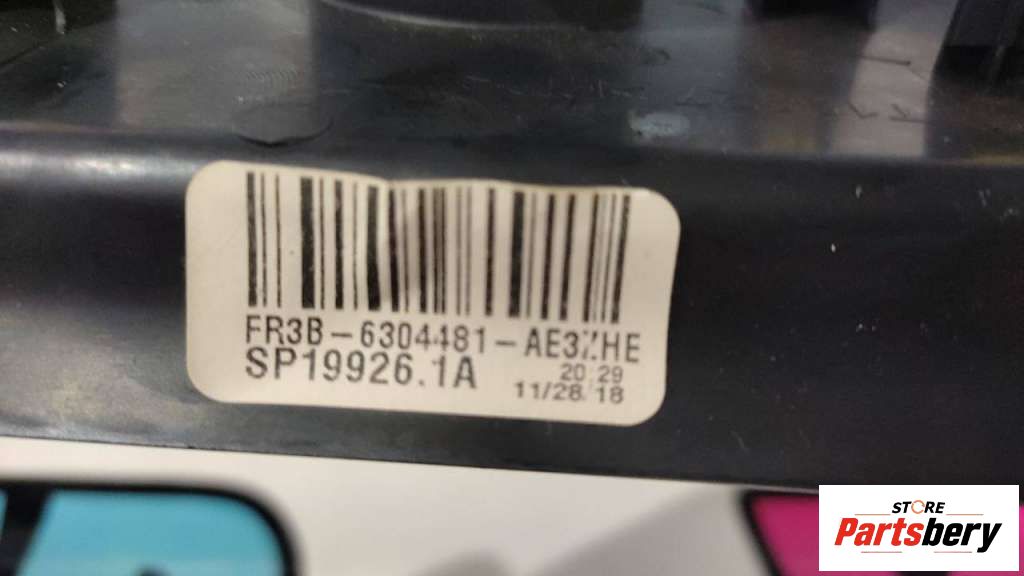 FR3B-6304481-AE3ZHE
SP19926.1A
20:29
11/28/18
STORE
Partsbery